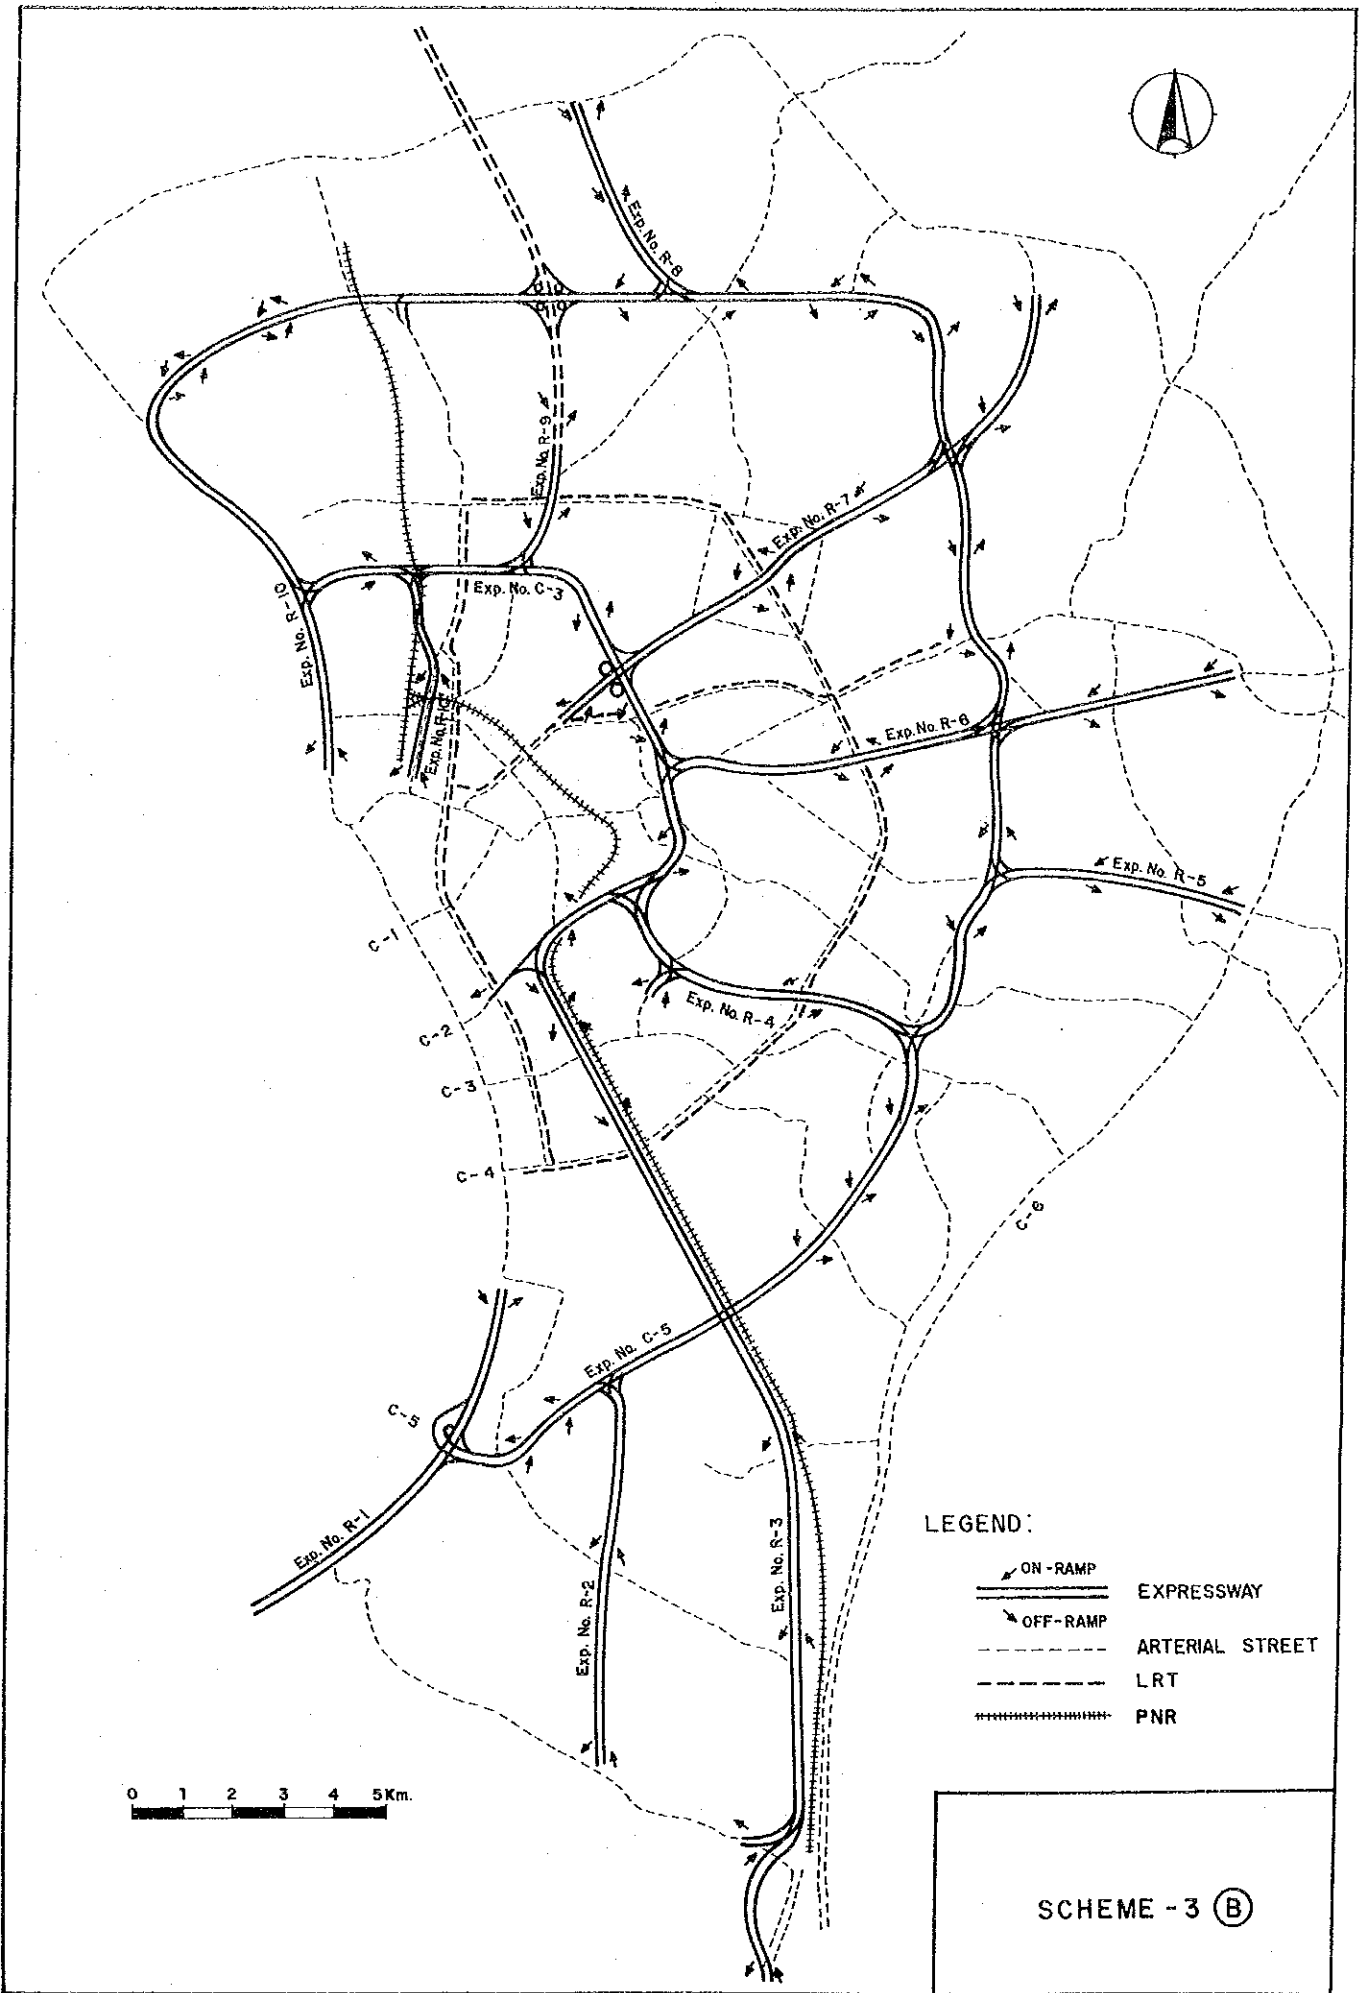 Exp. No. R-8
Exp. No. R-9
Exp. No. R-7
Exp. No. C-3
Exp. No. R-10
Exp. No. R-6
Exp. No. R-5
C-1
Exp. No. R-4
C-2
C-3
C-4
C-6
Exp. No. C-5
C-5
Exp. No. R-1
Exp. No. R-3
Exp. No. R-2
LEGEND:
ON-RAMP
EXPRESSWAY
OFF-RAMP
ARTERIAL STREET
LRT
PNR
0 1 2 3 4 5Km.
SCHEME - 3 B